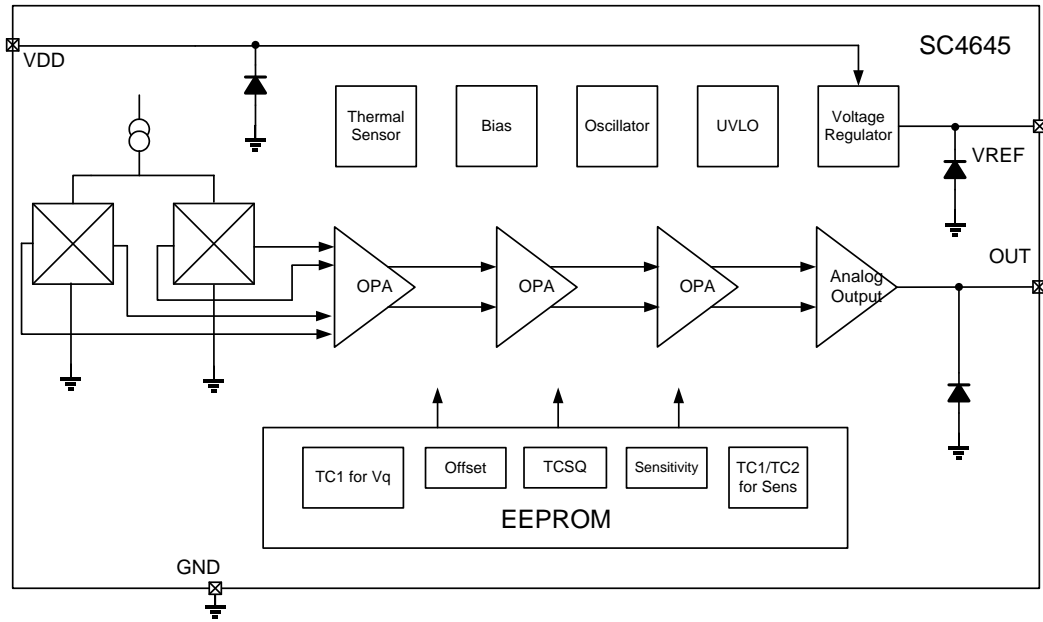 SC4645
VDD
Thermal
Sensor
Bias
Oscillator
UVLO
Voltage
Regulator
VREF
OUT
OPA
OPA
OPA
Analog
Output
TC1 for Vq
Offset
TCSQ
Sensitivity
TC1/TC2
for Sens
EEPROM
GND